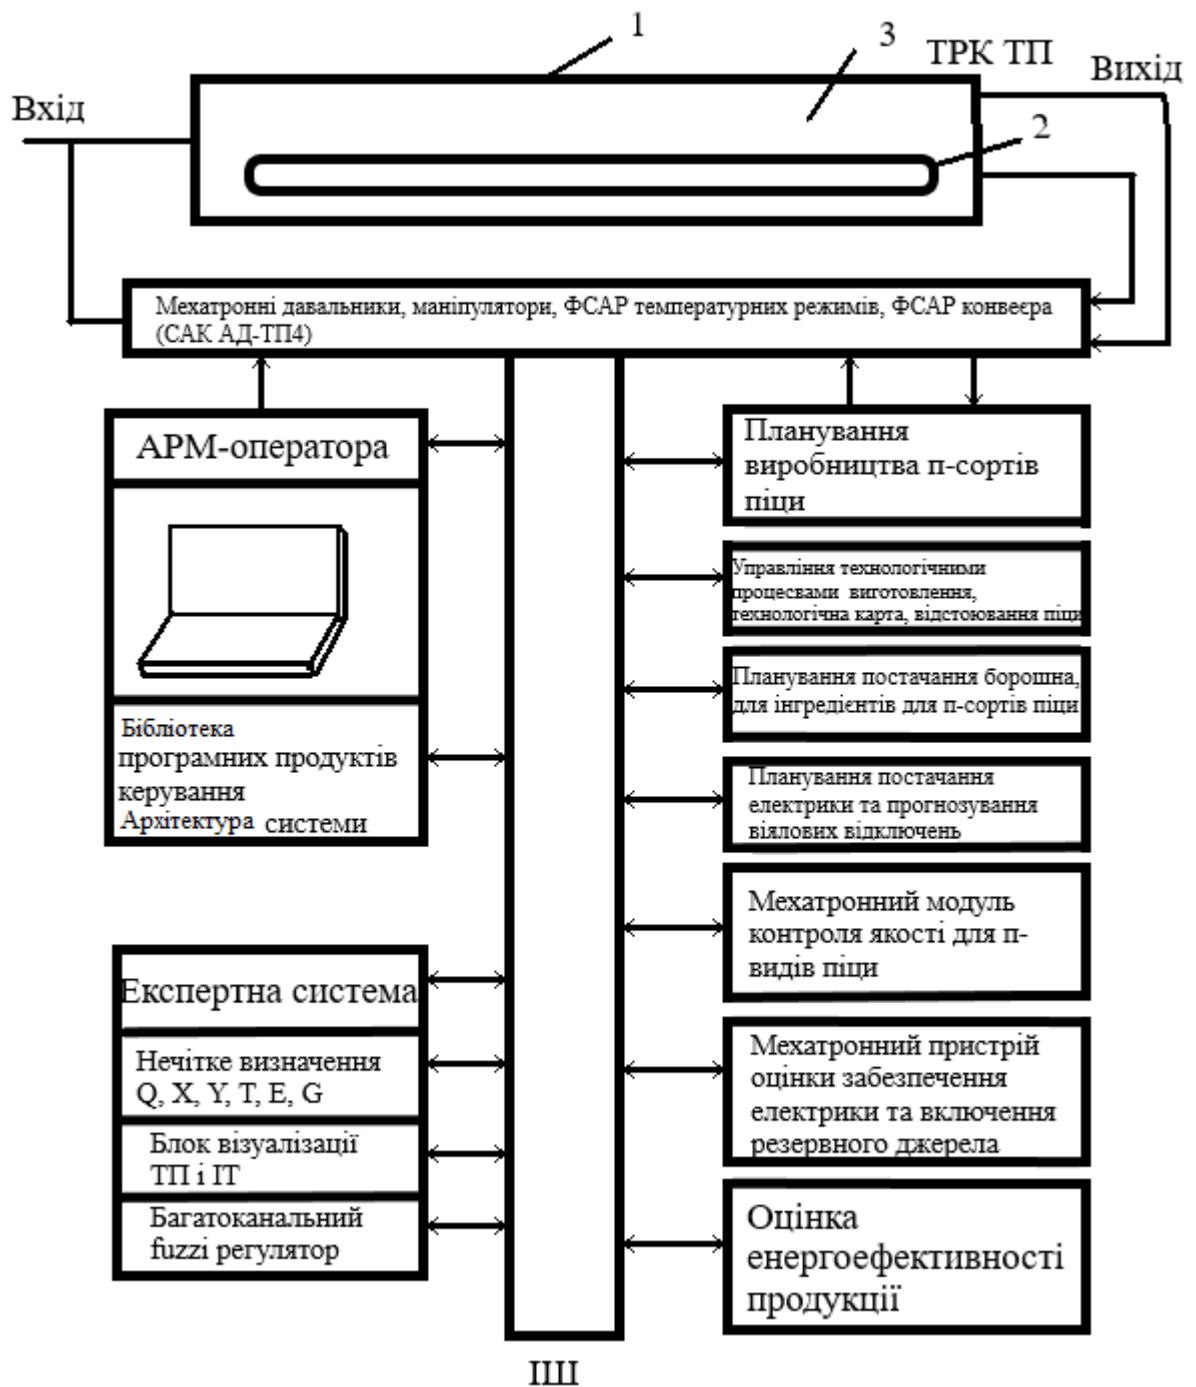 1
3
ТРК ТП
Вихід
Вхід
2
Мехатронні давальники, маніпулятори, ФСАР температурних режимів, ФСАР конвеєра
(САК АД-ТП4)
АРМ-оператора
Бібліотека
програмних продуктів
керування
Архітектура системи
Експертна система
Нечітке визначення
Q, X, Y, T, E, G
Блок візуалізації
ТП і ІТ
Багатоканальний
fuzzi регулятор
Планування
виробництва п-сортів
піци
Управління технологічними
процесвами виготовлення,
технологічна карта, відстоювання піци
Планування постачання борошна,
для інгредієнтів для п-сортів піци
Планування постачання
електрики та прогнозування
віялових відключень
Мехатронний модуль
контроля якості для п-
видів піци
Мехатронний пристрій
оцінки забезпечення
електрики та включення
резервного джерела
Оцінка
енергоефективності
продукції
ІШ